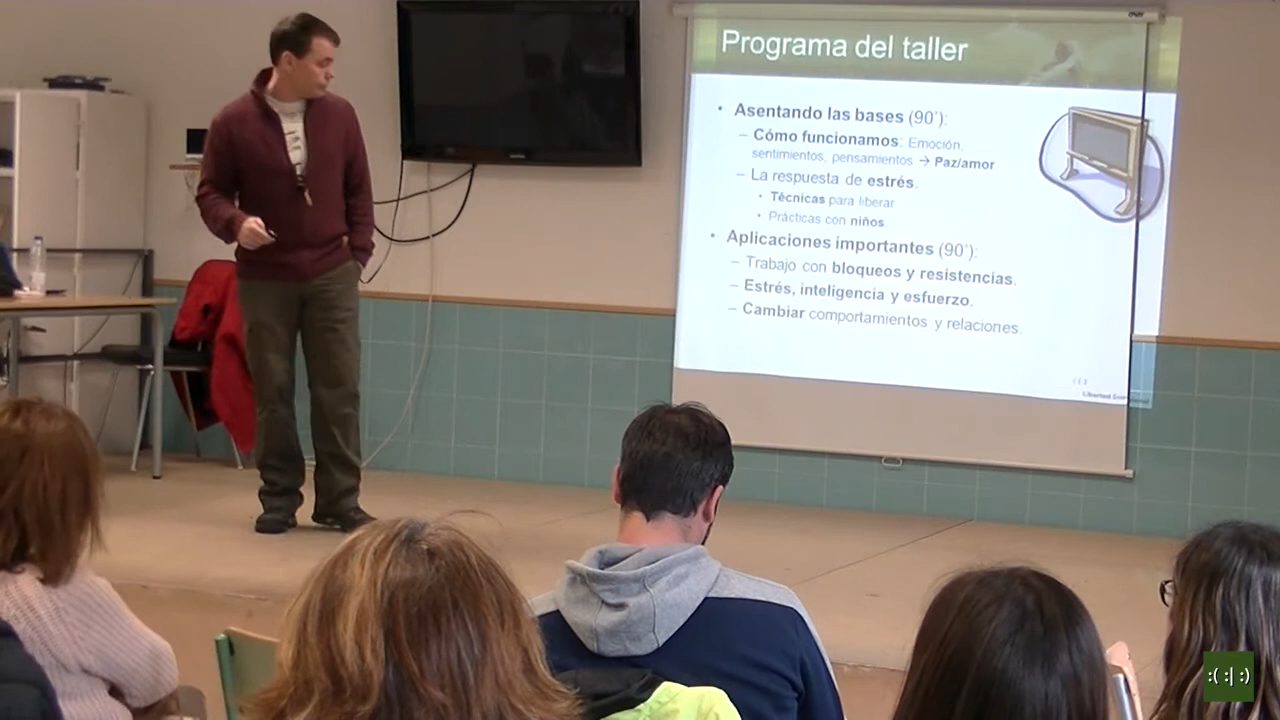 Programa del taller
• Asentando las bases (90'):
– Cómo funcionamos: Emoción,
sentimientos, pensamientos → Paz/amor
– La respuesta de estrés.
• Técnicas para liberar
• Prácticas con niños
• Aplicaciones importantes (90'):
– Trabajo con bloqueos y resistencias.
– Estrés, inteligencia y esfuerzo.
– Cambiar comportamientos y relaciones.
Libertad
:( :| :)